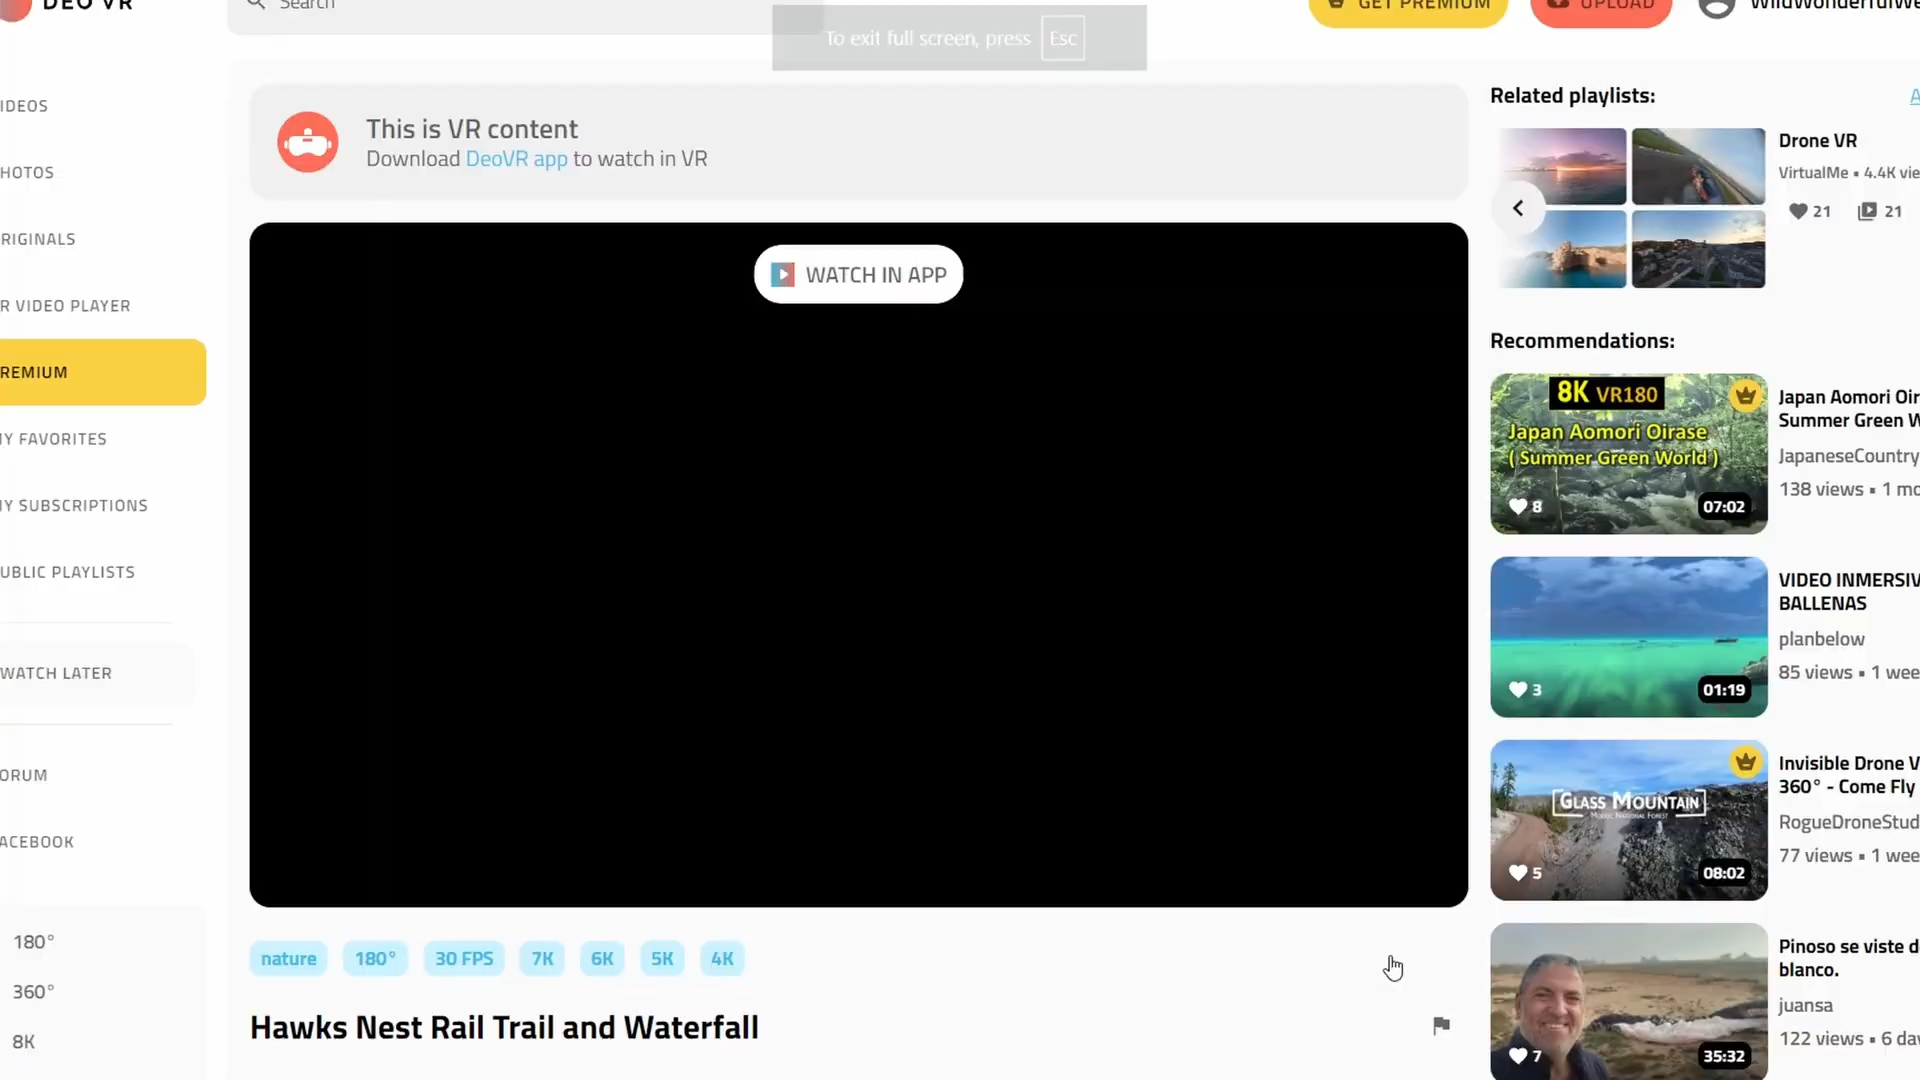 DEO VR
Search
To exit full screen, press Esc
GET PREMIUM
UPLOAD
WildWonderfulWe
IDEOS
HOTOS
RIGINALS
R VIDEO PLAYER
REMIUM
MY FAVORITES
MY SUBSCRIPTIONS
UBLIC PLAYLISTS
WATCH LATER
ORUM
ACEBOOK
180°
360°
8K
This is VR content
Download DeoVR app to watch in VR
WATCH IN APP
nature 180° 30 FPS 7K 6K 5K 4K
Hawks Nest Rail Trail and Waterfall
Related playlists:
A
Drone VR
VirtualMe • 4.4K vie
21 21
Recommendations:
8K VR180
Japan Aomori Oirase
( Summer Green World )
8 07:02
Japan Aomori Oir
Summer Green W
JapaneseCountry
138 views • 1 mo
3 01:19
VIDEO INMERSIV
BALLENAS
planbelow
85 views • 1 wee
GLASS MOUNTAIN
MODOC NATIONAL FOREST
5 08:02
Invisible Drone V
360° - Come Fly
RogueDroneStud
77 views • 1 wee
7 35:32
Pinoso se viste d
blanco.
juansa
122 views • 6 day